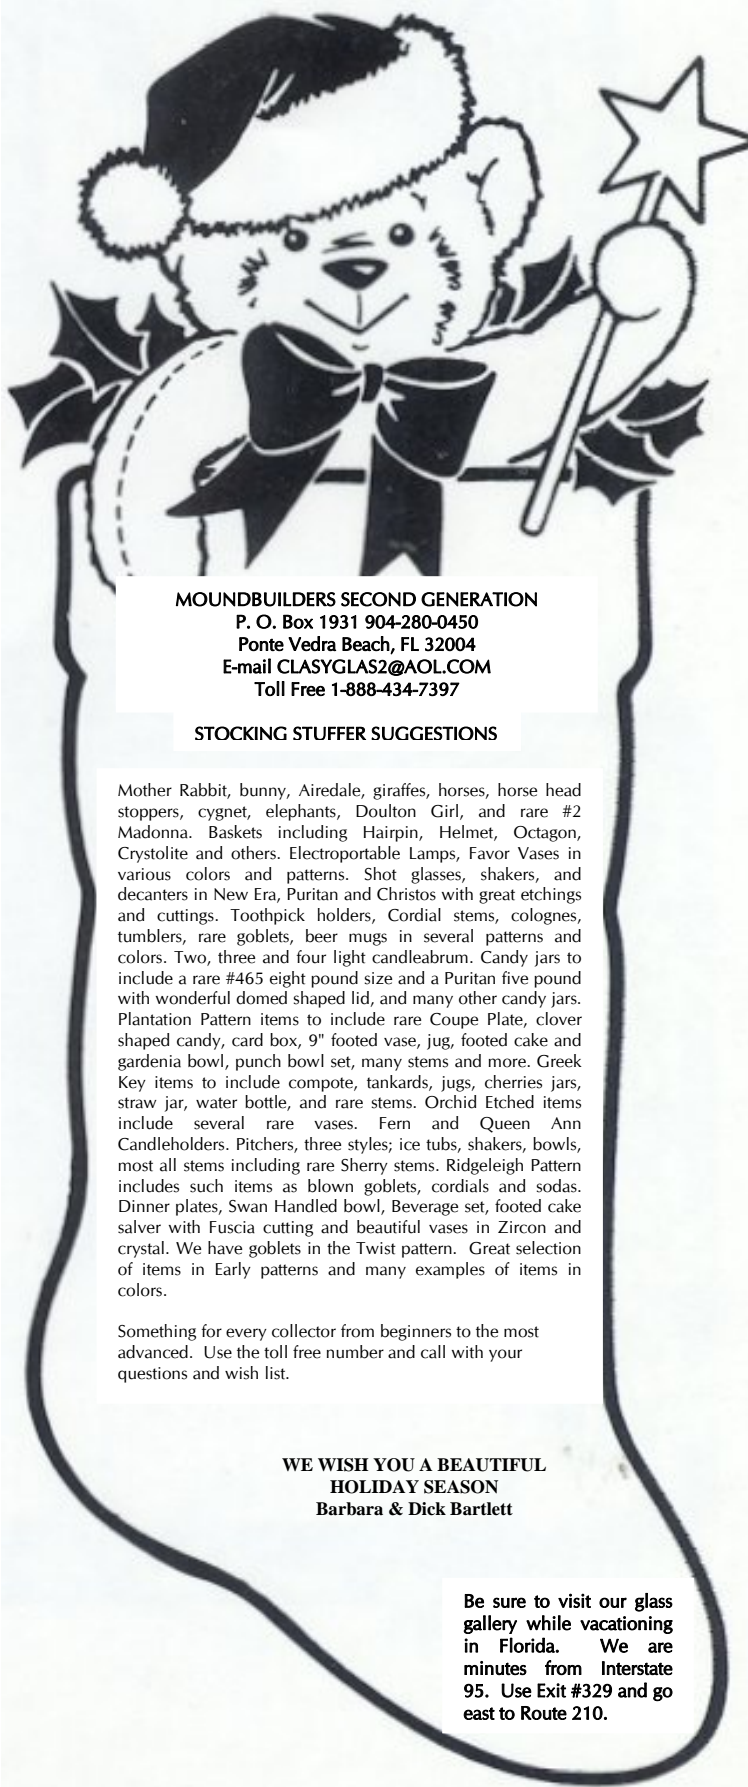 MOUNDBUILDERS SECOND GENERATION
P. O. Box 1931 904-280-0450
Ponte Vedra Beach, FL 32004
E-mail CLASYGLAS2@AOL.COM
Toll Free 1-888-434-7397
STOCKING STUFFER SUGGESTIONS
Mother Rabbit, bunny, Airedale, giraffes, horses, horse head
stoppers, cygnet, elephants, Doulton Girl, and rare #2
Madonna. Baskets including Hairpin, Helmet, Octagon,
Crystolite and others. Electroportable Lamps, Favor Vases in
various colors and patterns. Shot glasses, shakers, and
decanters in New Era, Puritan and Christos with great etchings
and cuttings. Toothpick holders, Cordial stems, colognes,
tumblers, rare goblets, beer mugs in several patterns and
colors. Two, three and four light candleabrum. Candy jars to
include a rare #465 eight pound size and a Puritan five pound
with wonderful domed shaped lid, and many other candy jars.
Plantation Pattern items to include rare Coupe Plate, clover
shaped candy, card box, 9" footed vase, jug, footed cake and
gardenia bowl, punch bowl set, many stems and more. Greek
Key items to include compote, tankards, jugs, cherries jars,
straw jar, water bottle, and rare stems. Orchid Etched items
include several rare vases. Fern and Queen Ann
Candleholders. Pitchers, three styles; ice tubs, shakers, bowls,
most all stems including rare Sherry stems. Ridgeleigh Pattern
includes such items as blown goblets, cordials and sodas.
Dinner plates, Swan Handled bowl, Beverage set, footed cake
salver with Fuscia cutting and beautiful vases in Zircon and
crystal. We have goblets in the Twist pattern. Great selection
of items in Early patterns and many examples of items in
colors.
Something for every collector from beginners to the most
advanced. Use the toll free number and call with your
questions and wish list.
WE WISH YOU A BEAUTIFUL
HOLIDAY SEASON
Barbara & Dick Bartlett
Be sure to visit our glass
gallery while vacationing
in Florida. We are
minutes from Interstate
95. Use Exit #329 and go
east to Route 210.